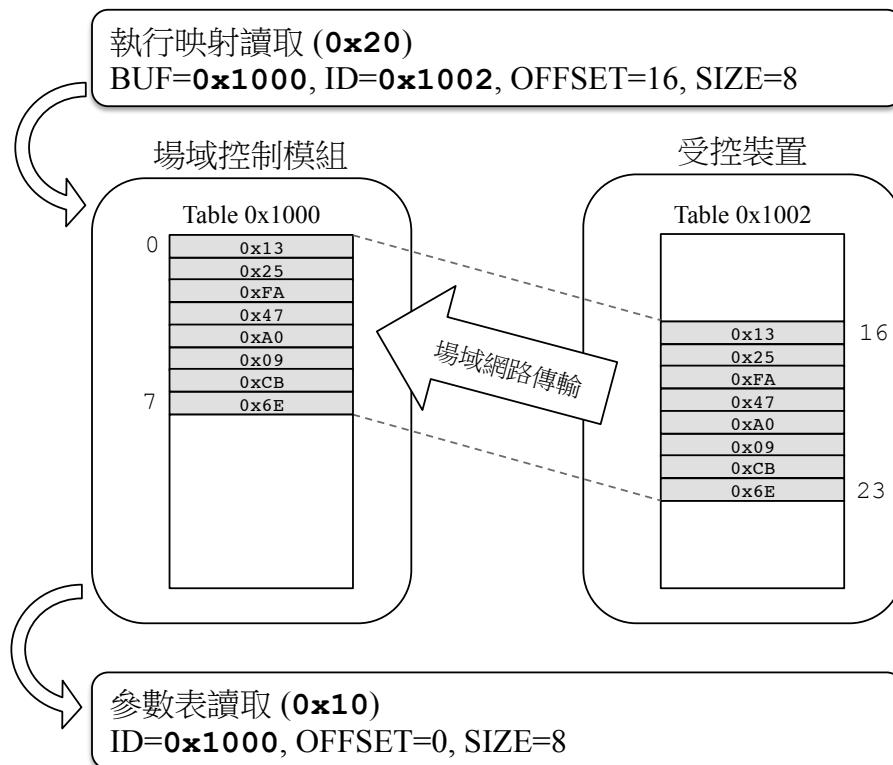 執行映射讀取 (0x20)
BUF=0x1000, ID=0x1002, OFFSET=16, SIZE=8
場域控制模組
受控裝置
Table 0x1000
Table 0x1002
0
0x13
0x25
0xFA
0x47
0xA0
0x09
0xCB
7
0x6E
場域網路傳輸
0x13
16
0x25
0xFA
0x47
0xA0
0x09
0xCB
0x6E
23
參數表讀取 (0x10)
ID=0x1000, OFFSET=0, SIZE=8